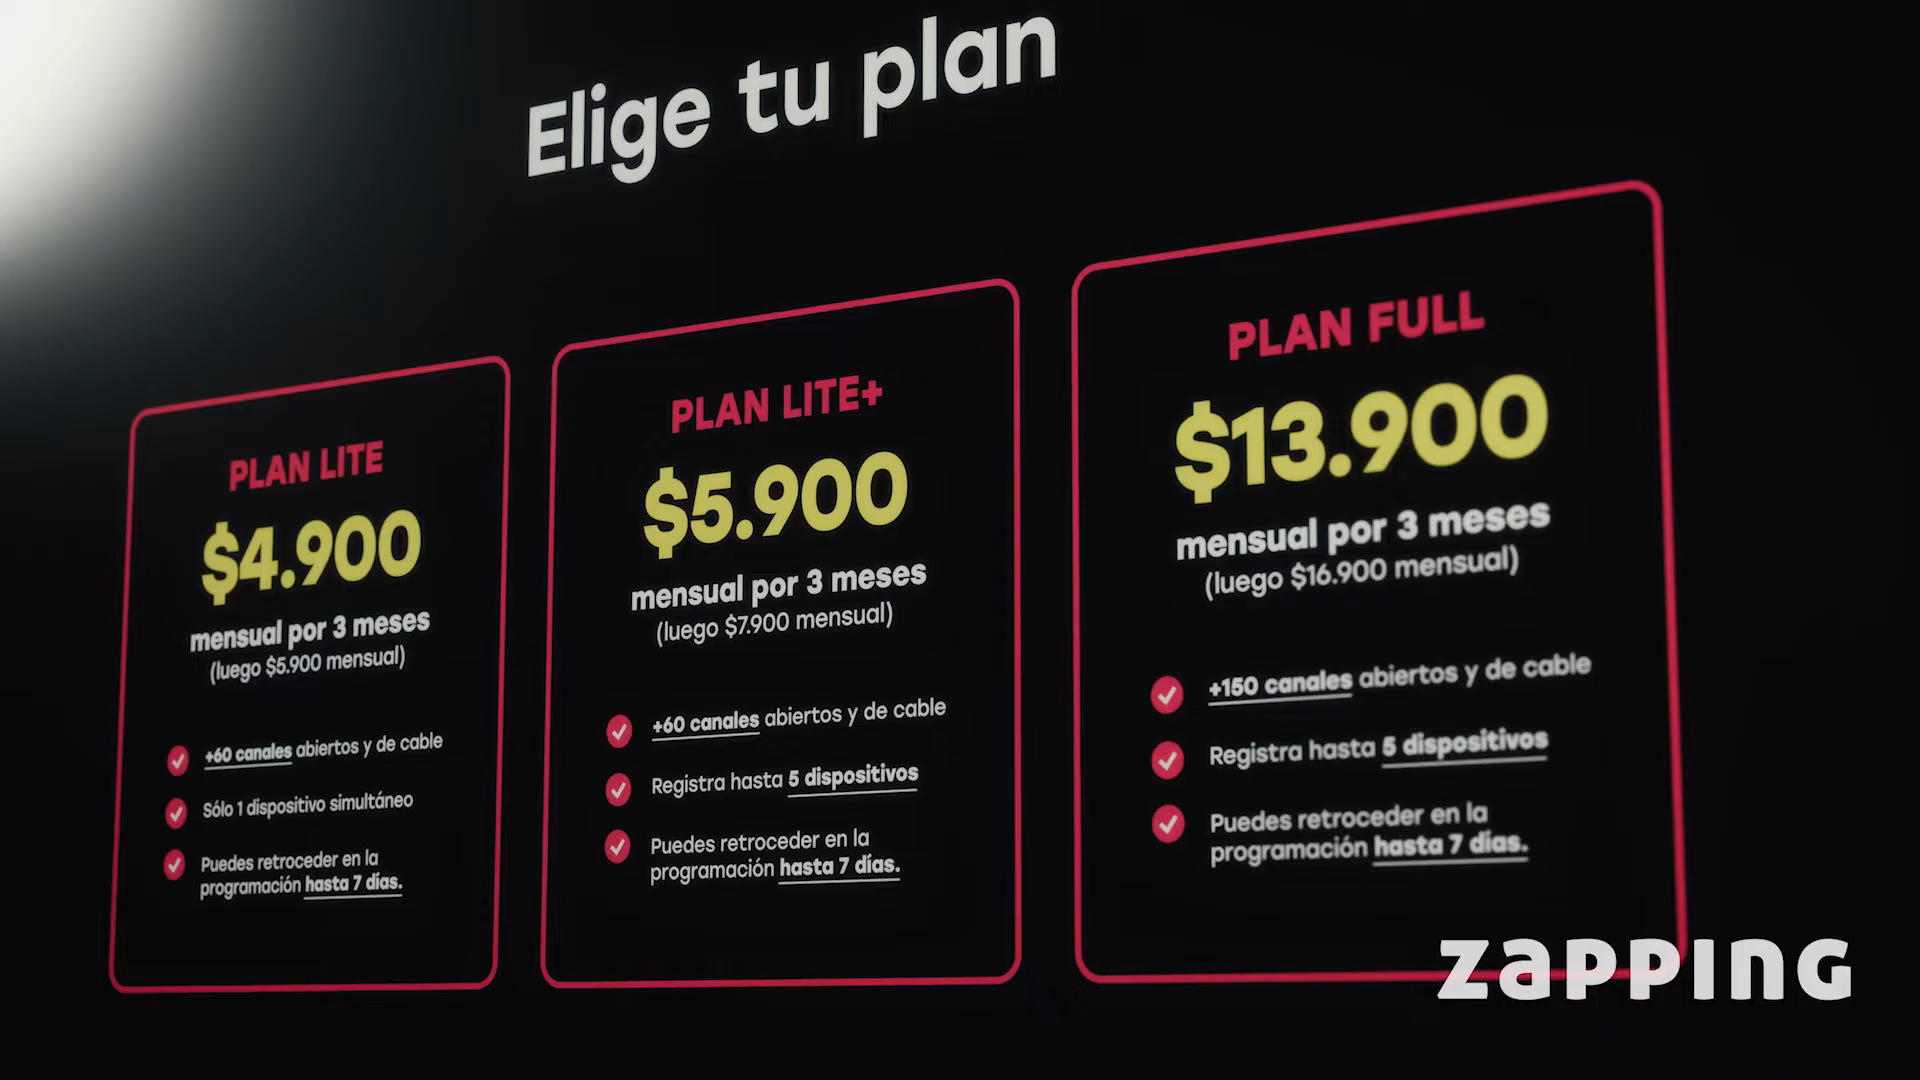 Elige tu plan
PLAN LITE
$4.900
mensual por 3 meses
(luego $5.900 mensual)
+60 canales abiertos y de cable
Sólo 1 dispositivo simultáneo
Puedes retroceder en la
programación hasta 7 días.
PLAN LITE+
$5.900
mensual por 3 meses
(luego $7.900 mensual)
+60 canales abiertos y de cable
Registra hasta 5 dispositivos
Puedes retroceder en la
programación hasta 7 días.
PLAN FULL
$13.900
mensual por 3 meses
(luego $16.900 mensual)
+150 canales abiertos y de cable
Registra hasta 5 dispositivos
Puedes retroceder en la
programación hasta 7 días.
zapping